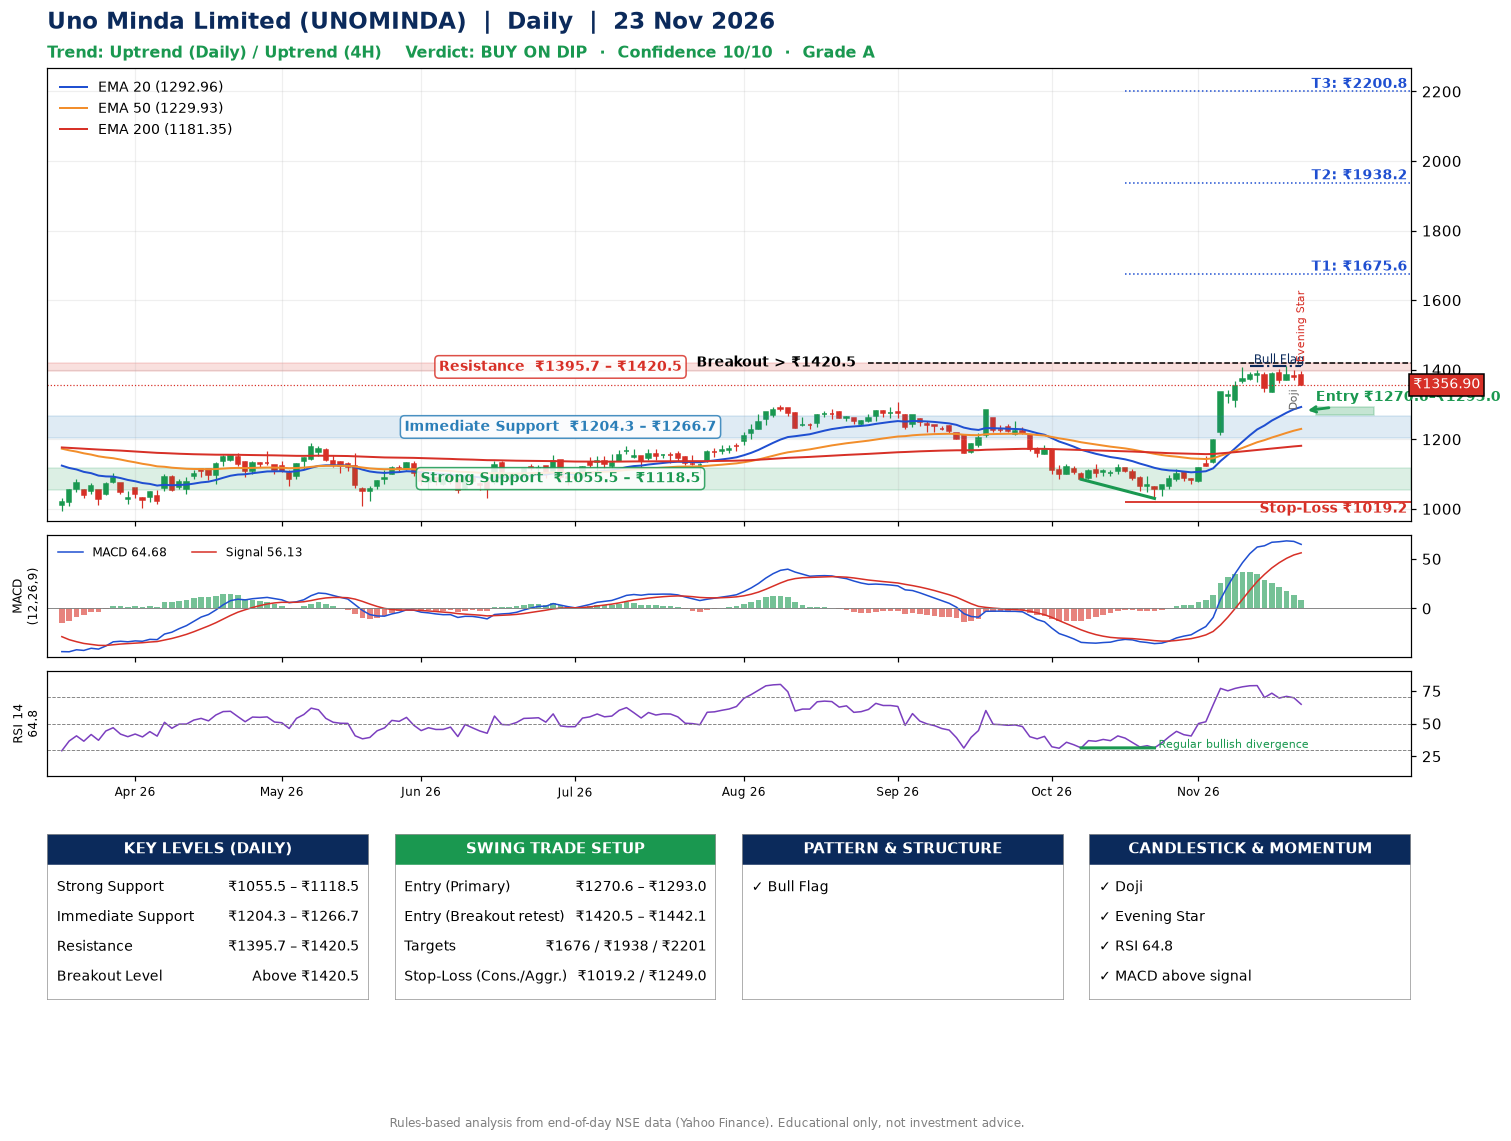 Uno Minda Limited (UNOMINDA) | Daily | 23 Nov 2026
Trend: Uptrend (Daily) / Uptrend (4H) Verdict: BUY ON DIP · Confidence 10/10 · Grade A
EMA 20 (1292.96)
EMA 50 (1229.93)
EMA 200 (1181.35)
T3: ₹2200.8
T2: ₹1938.2
T1: ₹1675.6
Evening Star
Bull Flag
Doji
Resistance ₹1395.7 – ₹1420.5
Breakout > ₹1420.5
₹1356.90
Entry ₹1270.6–₹1293.0
Immediate Support ₹1204.3 – ₹1266.7
Strong Support ₹1055.5 – ₹1118.5
Stop-Loss ₹1019.2
2200
2000
1800
1600
1400
1200
1000
MACD 64.68 Signal 56.13
MACD
(12,26,9)
50
0
RSI 14
64.8
75
50
25
Regular bullish divergence
Apr 26 May 26 Jun 26 Jul 26 Aug 26 Sep 26 Oct 26 Nov 26
KEY LEVELS (DAILY)
Strong Support ₹1055.5 – ₹1118.5
Immediate Support ₹1204.3 – ₹1266.7
Resistance ₹1395.7 – ₹1420.5
Breakout Level Above ₹1420.5
SWING TRADE SETUP
Entry (Primary) ₹1270.6 – ₹1293.0
Entry (Breakout retest) ₹1420.5 – ₹1442.1
Targets ₹1676 / ₹1938 / ₹2201
Stop-Loss (Cons./Aggr.) ₹1019.2 / ₹1249.0
PATTERN & STRUCTURE
✓ Bull Flag
CANDLESTICK & MOMENTUM
✓ Doji
✓ Evening Star
✓ RSI 64.8
✓ MACD above signal
Rules-based analysis from end-of-day NSE data (Yahoo Finance). Educational only, not investment advice.